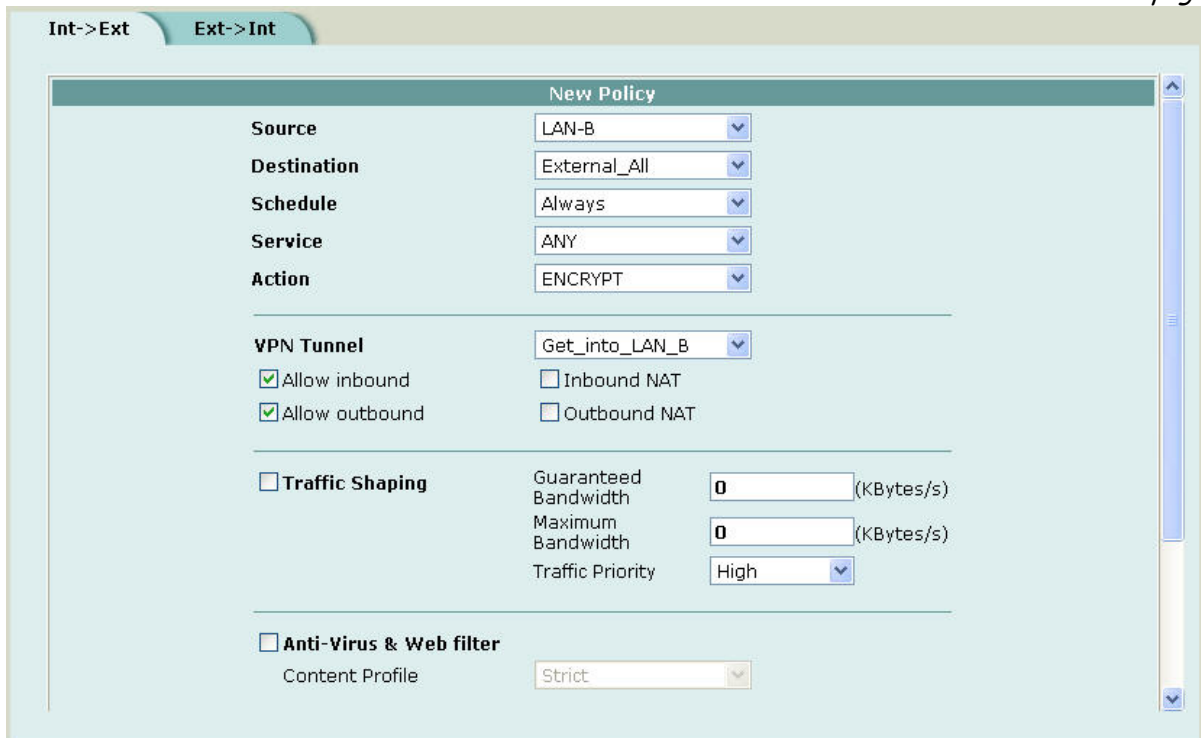 Int->Ext Ext->Int
New Policy
Source LAN-B
Destination External_All
Schedule Always
Service ANY
Action ENCRYPT
VPN Tunnel Get_into_LAN_B
Allow inbound Inbound NAT
Allow outbound Outbound NAT
Traffic Shaping Guaranteed Bandwidth 0 (KBytes/s)
Maximum Bandwidth 0 (KBytes/s)
Traffic Priority High
Anti-Virus & Web filter
Content Profile Strict